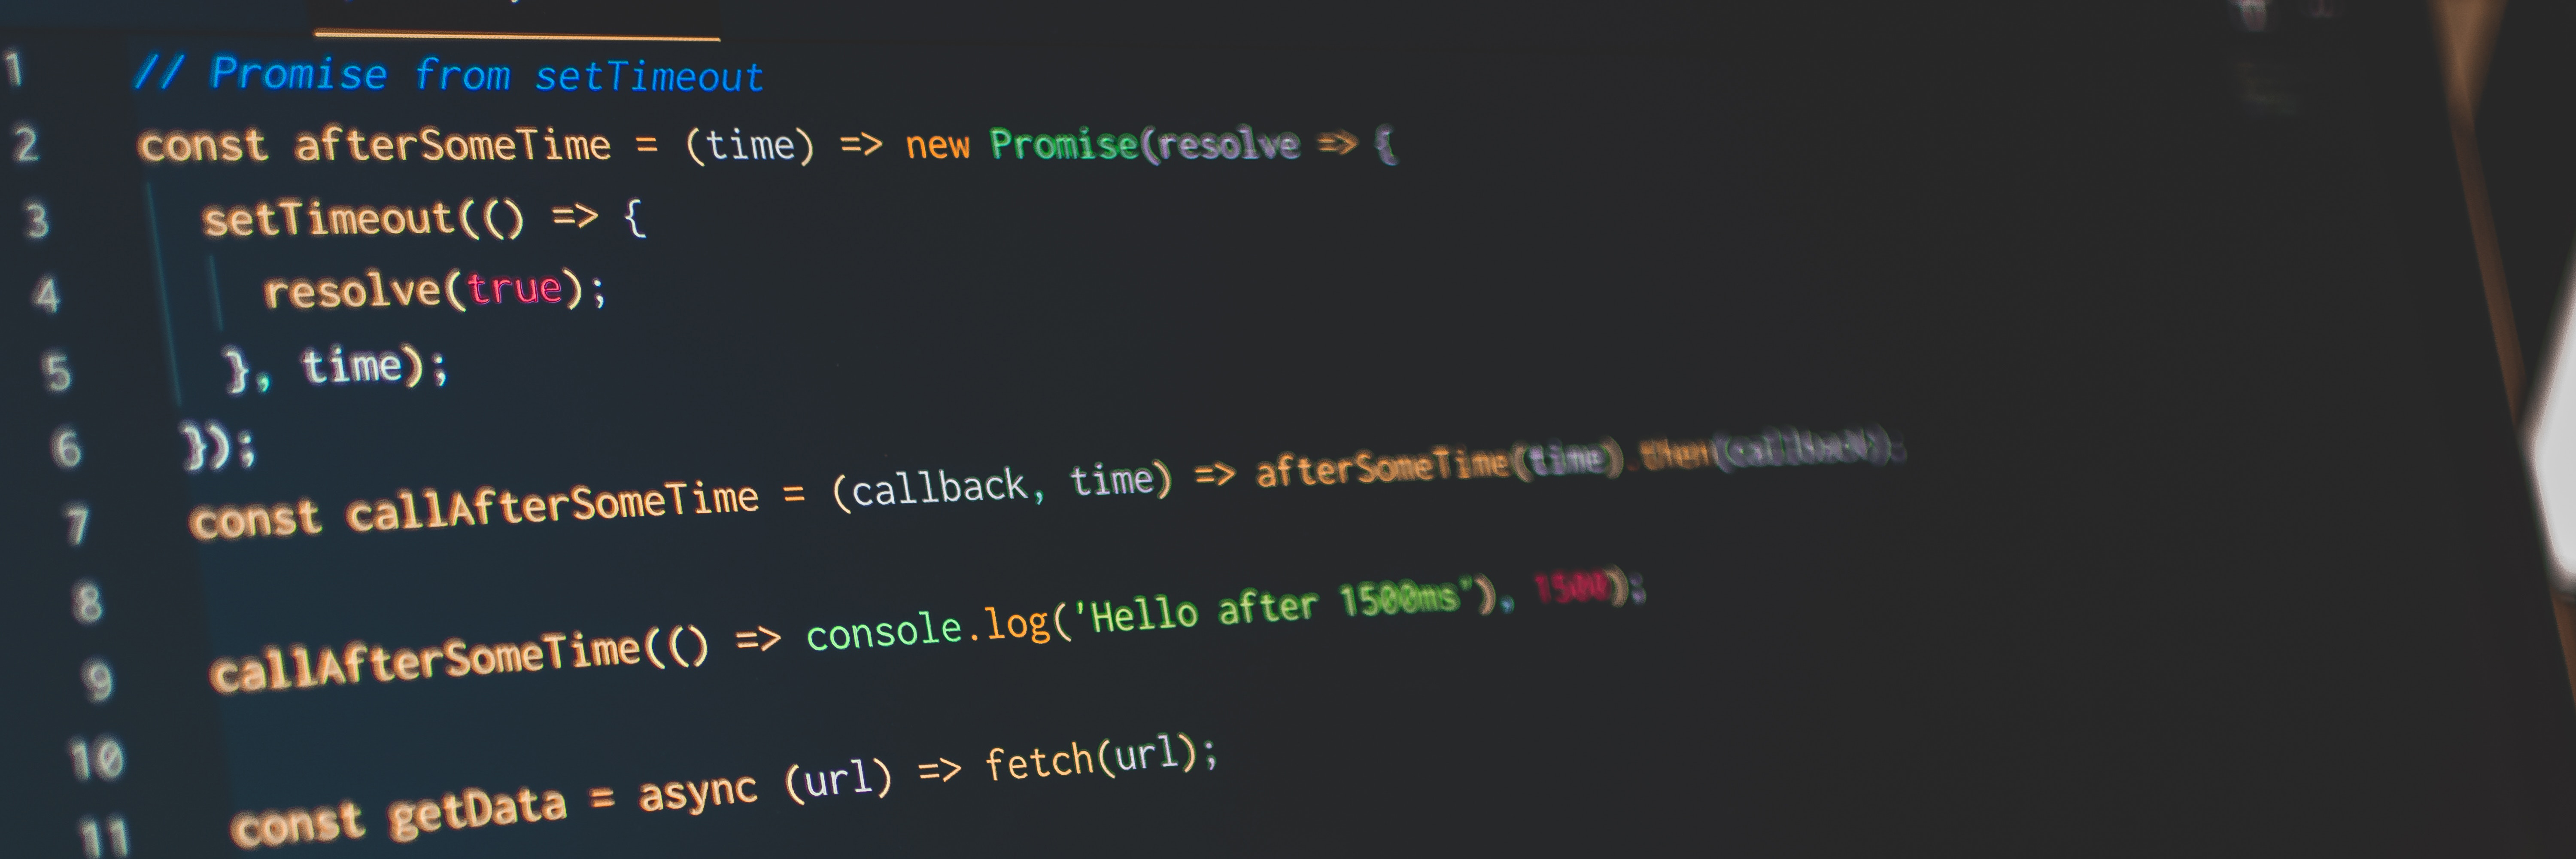 1 // Promise from setTimeout
2 const afterSomeTime = (time) => new Promise(resolve => {
3 setTimeout(() => {
4 resolve(true);
5 }, time);
6 });
7 const callAfterSomeTime = (callback, time) => afterSomeTime(time).then(callback);
8
9 callAfterSomeTime(() => console.log('Hello after 1500ms'), 1500);
10
11 const getData = async (url) => fetch(url);